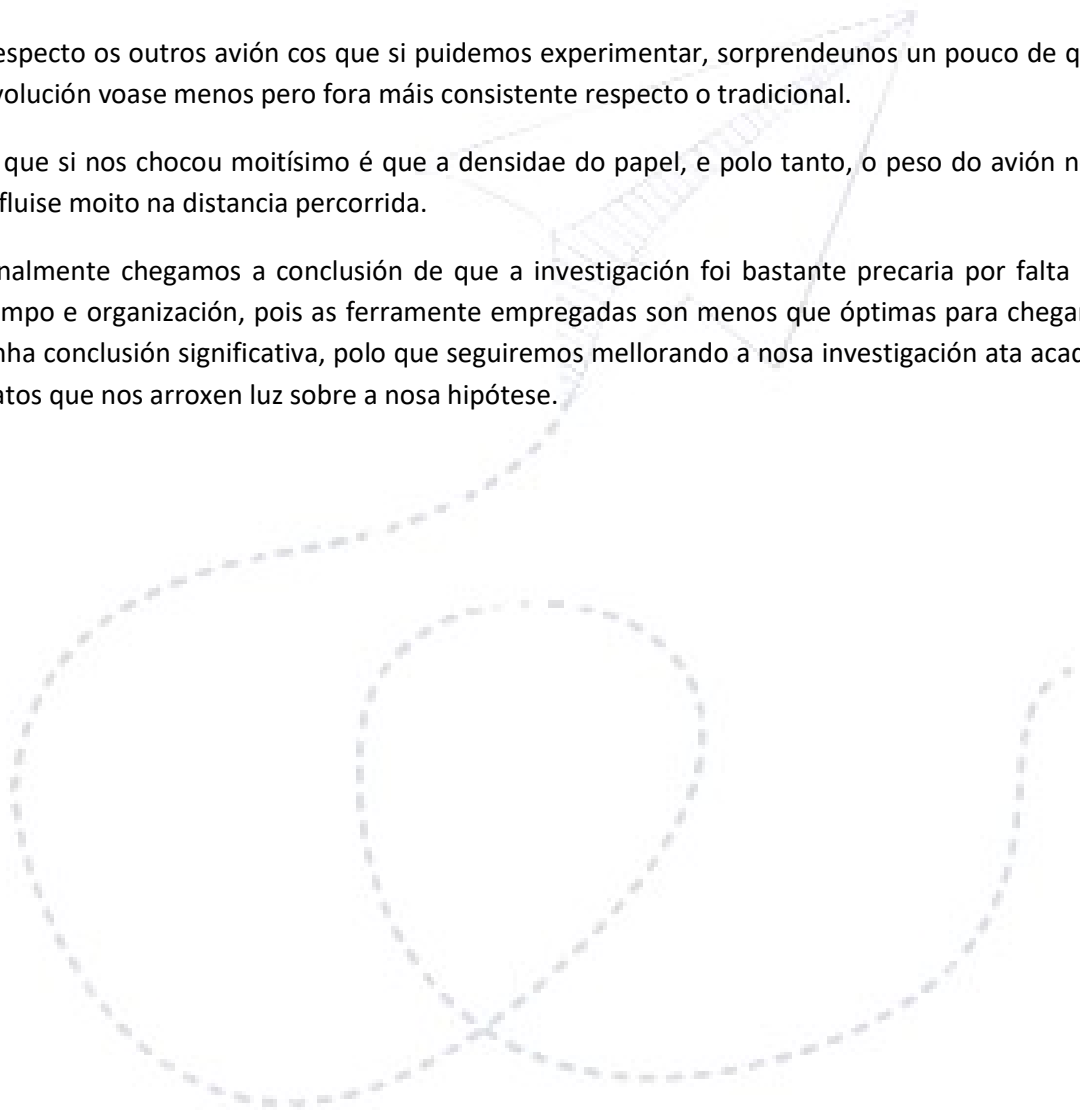 especto os outros avión cos que si puidemos experimentar, sorprendeunos un pouco de q
volución voase menos pero fora máis consistente respecto o tradicional.
que si nos chocou moitísimo é que a densidae do papel, e polo tanto, o peso do avión n
fluise moito na distancia percorrida.
nalmente chegamos a conclusión de que a investigación foi bastante precaria por falta
mpo e organización, pois as ferramente empregadas son menos que óptimas para chegar
nha conclusión significativa, polo que seguiremos mellorando a nosa investigación ata acad
atos que nos arroxen luz sobre a nosa hipótese.